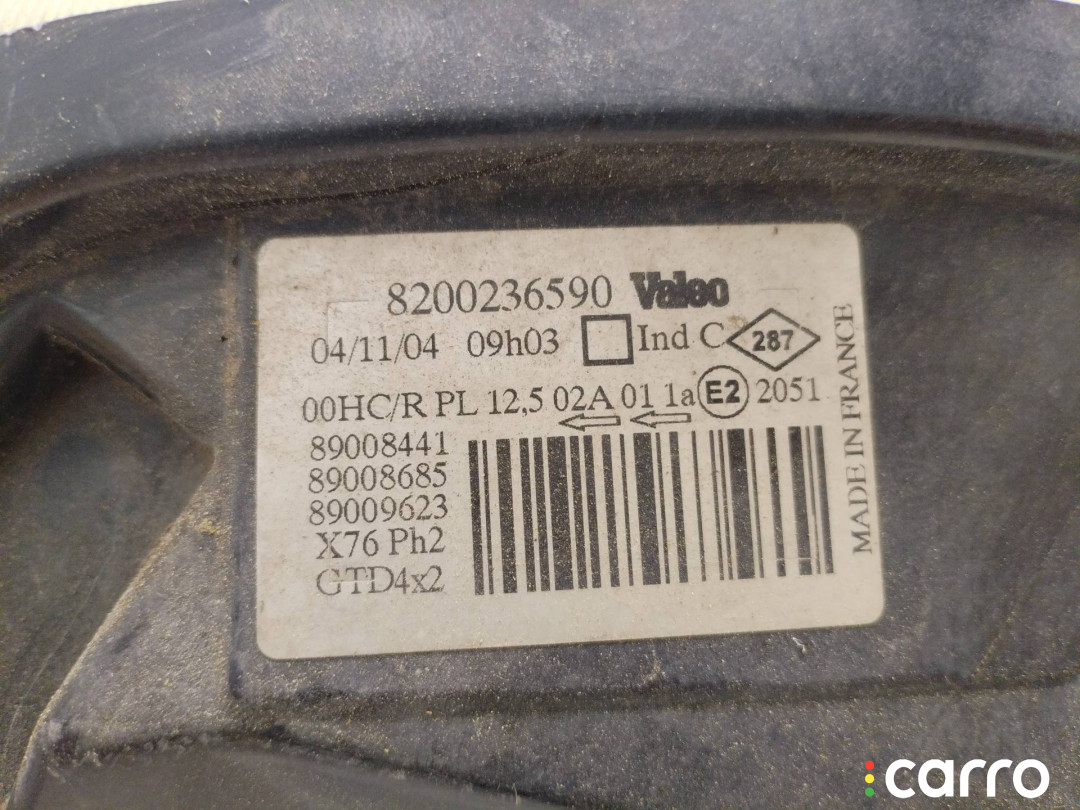 8200236590 Valeo
04/11/04 09h03 Ind C 287
00HC/R PL 12,5 02A 01 1a E2 2051
89008441
89008685
89009623
X76 Ph2
GTD4x2
MADE IN FRANCE
carro